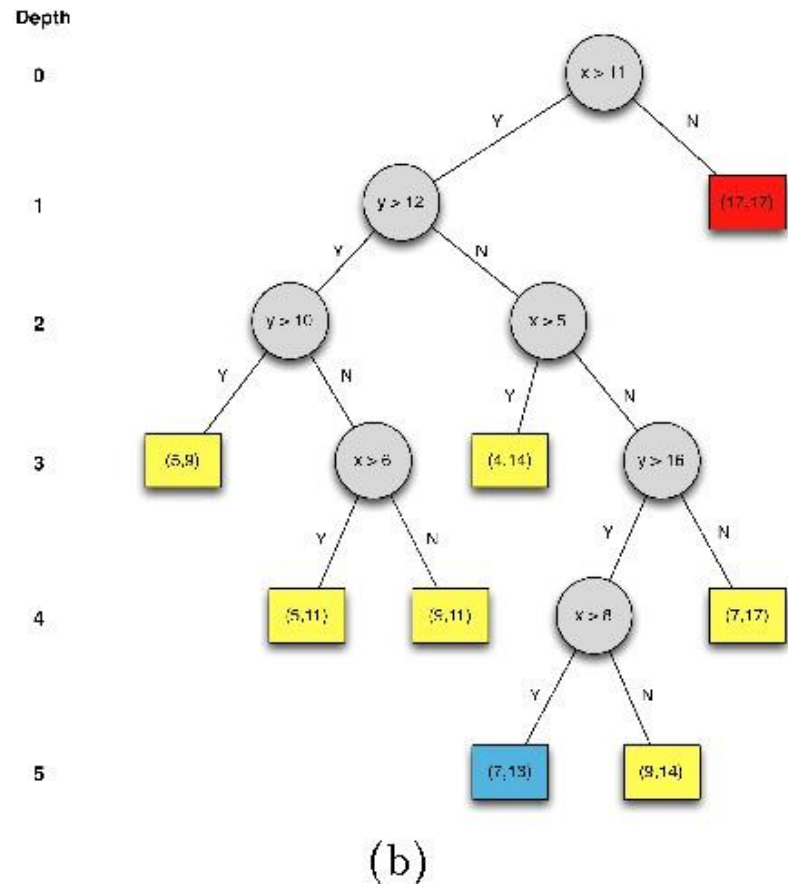 Depth
0
x > 11
Y
N
1
y > 12
(17,17)
Y
N
2
y > 10
x > 5
Y
N
Y
N
3
(5,9)
x > 6
(4,14)
y > 16
Y
N
Y
N
4
(5,11)
(9,11)
x > 8
(7,17)
Y
N
5
(7,13)
(9,14)
(b)